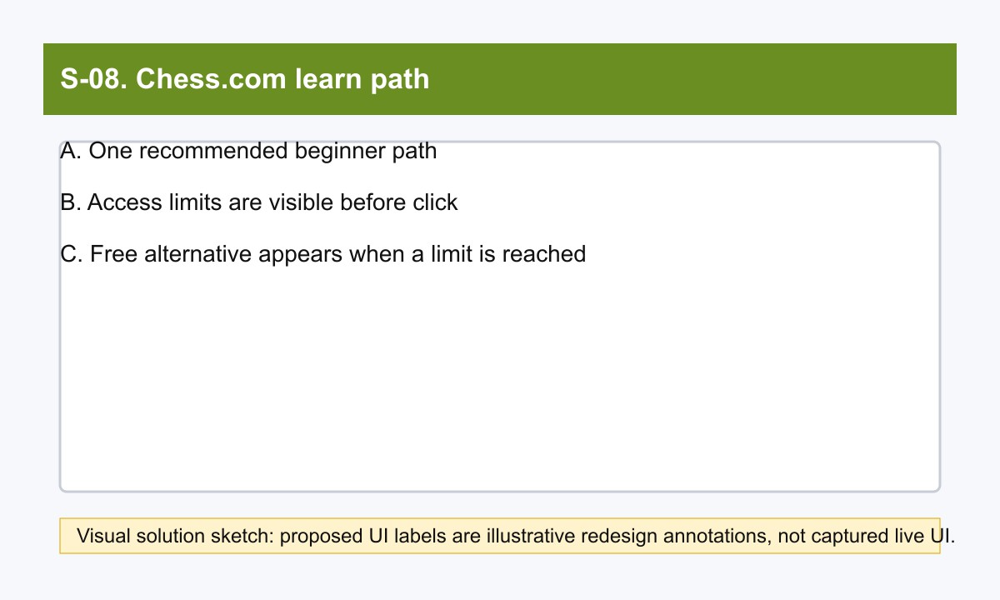 S-08. Chess.com learn path
A. One recommended beginner path
B. Access limits are visible before click
C. Free alternative appears when a limit is reached
Visual solution sketch: proposed UI labels are illustrative redesign annotations, not captured live UI.